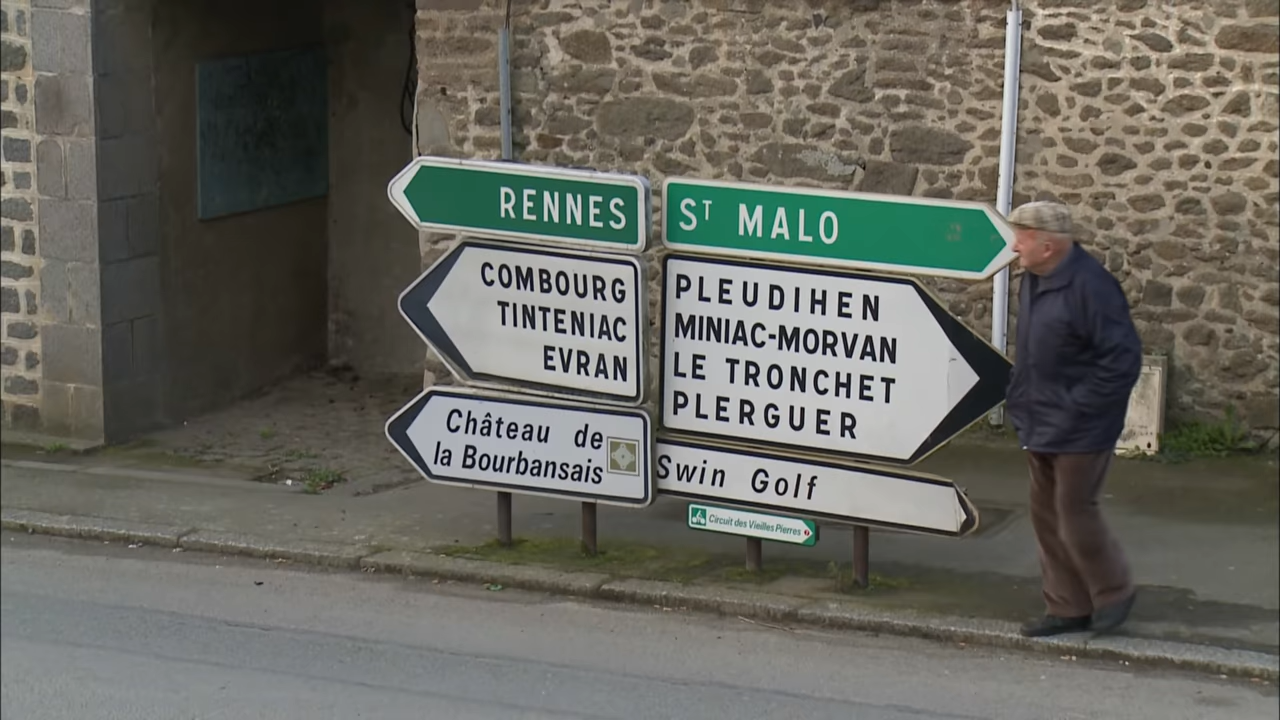 RENNES
COMBOURG
TINTENIAC
EVRAN
Château de
la Bourbansais
ST MALO
PLEUDIHEN
MINIAC-MORVAN
LE TRONCHET
PLERGUER
Swin Golf
Circuit des Vieilles Pierres